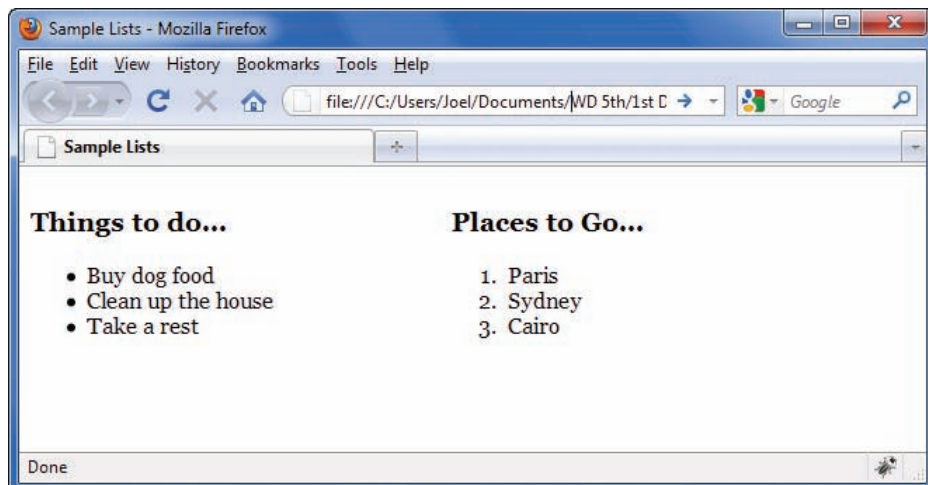 Sample Lists - Mozilla Firefox
File Edit View History Bookmarks Tools Help
file:///C:/Users/Joel/Documents/WD 5th/1st D
Google
Sample Lists
Things to do...
• Buy dog food
• Clean up the house
• Take a rest
Places to Go...
1. Paris
2. Sydney
3. Cairo
Done